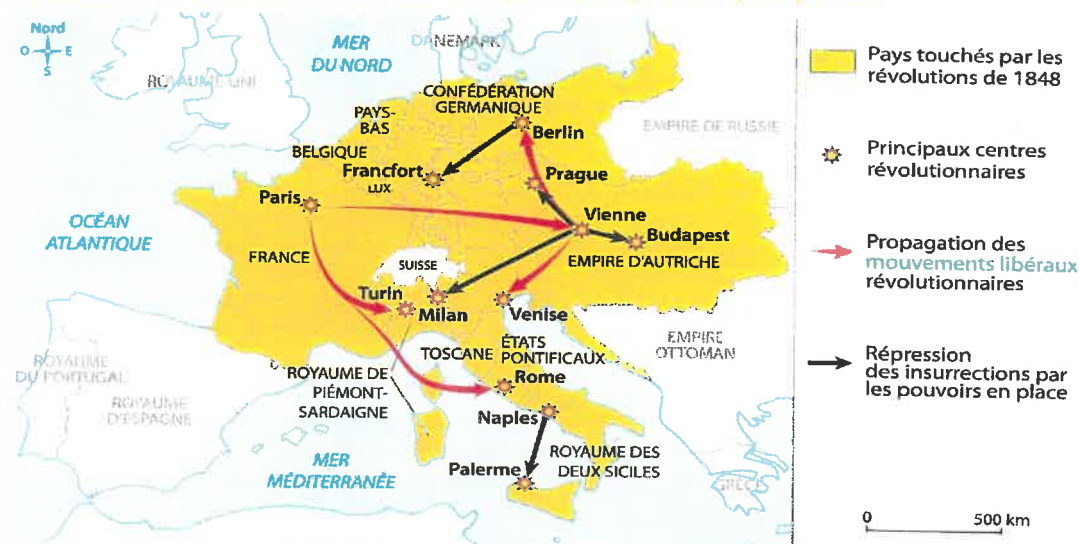 Nord
O
E
S
MER
DU NORD
DANEMARK
ROYAUME-UNI
CONFÉDÉRATION
GERMANIQUE
PAYS-
BAS
Berlin
EMPIRE DE RUSSIE
BELGIQUE
Francfort
LUX
Prague
Paris
OCÉAN
ATLANTIQUE
Vienne
Budapest
FRANCE
SUISSE
EMPIRE D'AUTRICHE
Turin
Milan
Venise
EMPIRE
OTTOMAN
TOSCANE
ÉTATS
PONTIFICAUX
ROYAUME
DU PORTUGAL
ROYAUME DE
PIÉMONT-
SARDAIGNE
Rome
ROYAUME
D'ESPAGNE
Naples
MER
MÉDITERRANÉE
Palerme
ROYAUME DES
DEUX SICILES
GRÈCE
Pays touchés par les
révolutions de 1848
Principaux centres
révolutionnaires
Propagation des
mouvements libéraux
révolutionnaires
Répression
des insurrections par
les pouvoirs en place
0
500 km